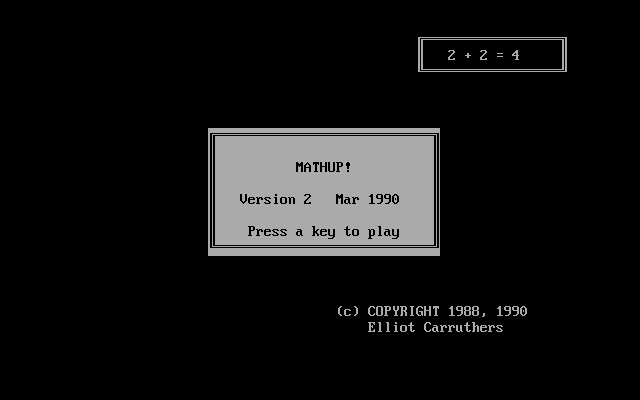 2 + 2 = 4
MATHUP!
Version 2 Mar 1990
Press a key to play
(c) COPYRIGHT 1988, 1990
Elliot Carruthers